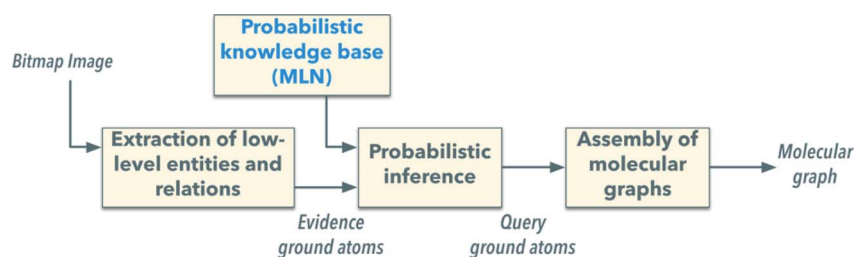 Bitmap Image
Probabilistic
knowledge base
(MLN)
Extraction of low-
level entities and
relations
Probabilistic
inference
Assembly of
molecular
graphs
Molecular
graph
Evidence
ground atoms
Query
ground atoms